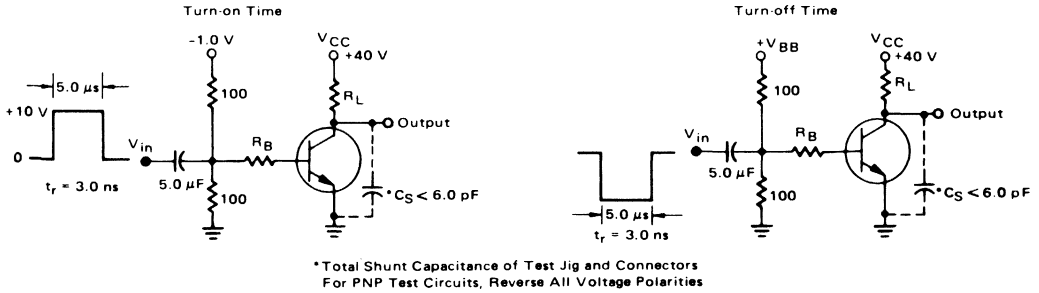 Turn-on Time
-1.0 V
VCC
+40 V
5.0 μs
100
RL
+10 V
Output
Vin
RB
0
5.0 μF
tr = 3.0 ns
100
*CS < 6.0 pF
Turn-off Time
+VBB
VCC
+40 V
100
RL
Output
Vin
RB
5.0 μF
100
*CS < 6.0 pF
5.0 μs
tr = 3.0 ns
*Total Shunt Capacitance of Test Jig and Connectors
For PNP Test Circuits, Reverse All Voltage Polarities